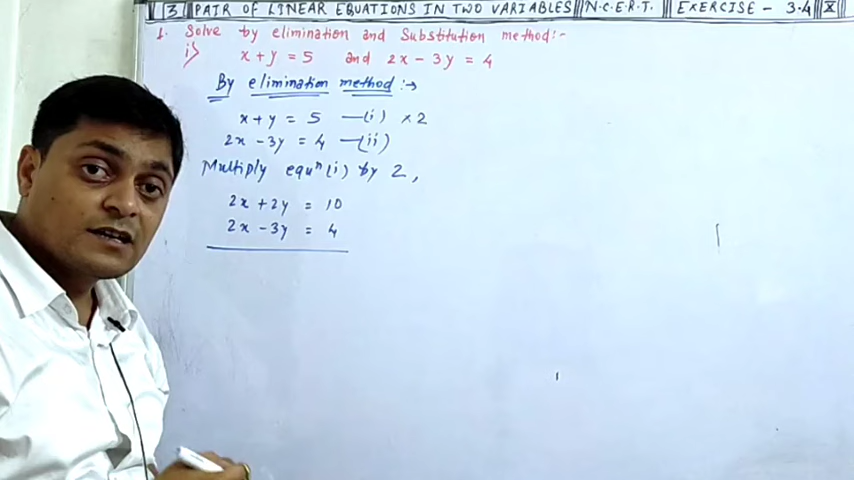 3 PAIR OF LINEAR EQUATIONS IN TWO VARIABLES N.C.E.R.T. EXERCISE - 3.4 X
1. Solve by elimination and Substitution method:-
i) x + y = 5 and 2x - 3y = 4
By elimination method :→
x + y = 5 —(i) × 2
2x - 3y = 4 —(ii)
Multiply equⁿ(i) by 2,
2x + 2y = 10
2x - 3y = 4